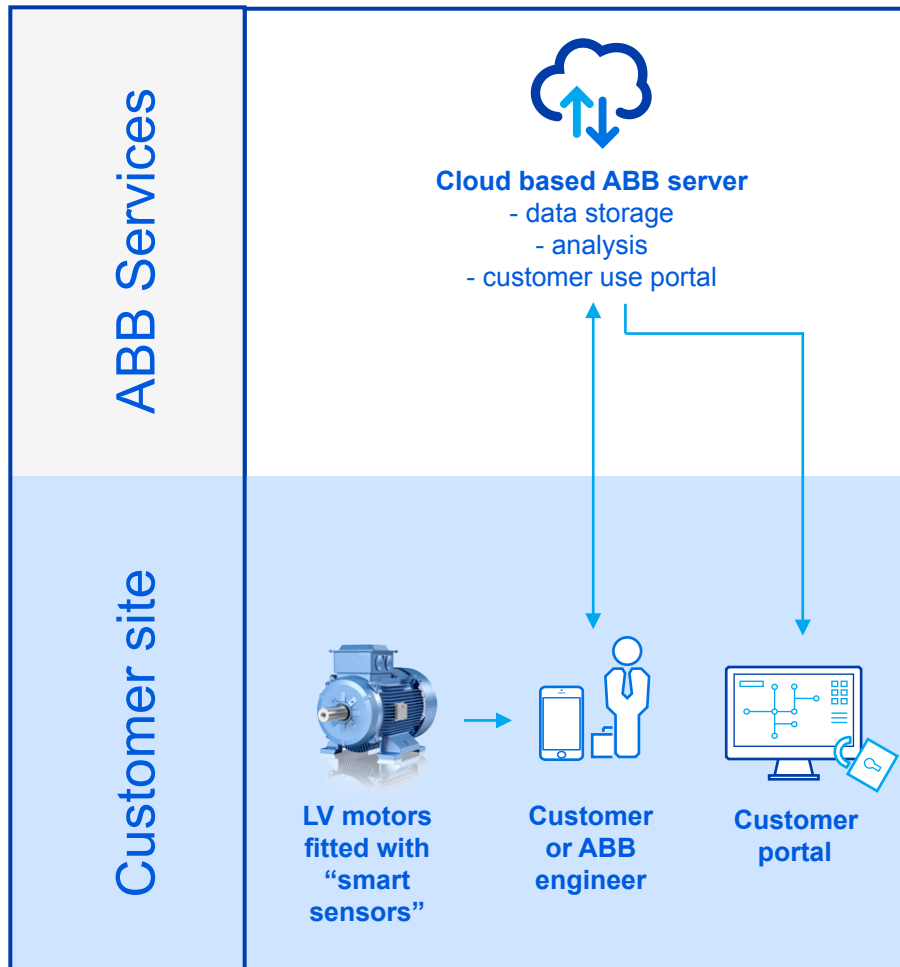 ABB Services
Cloud based ABB server
- data storage
- analysis
- customer use portal
Customer site
LV motors
fitted with
“smart
sensors”
Customer
or ABB
engineer
Customer
portal